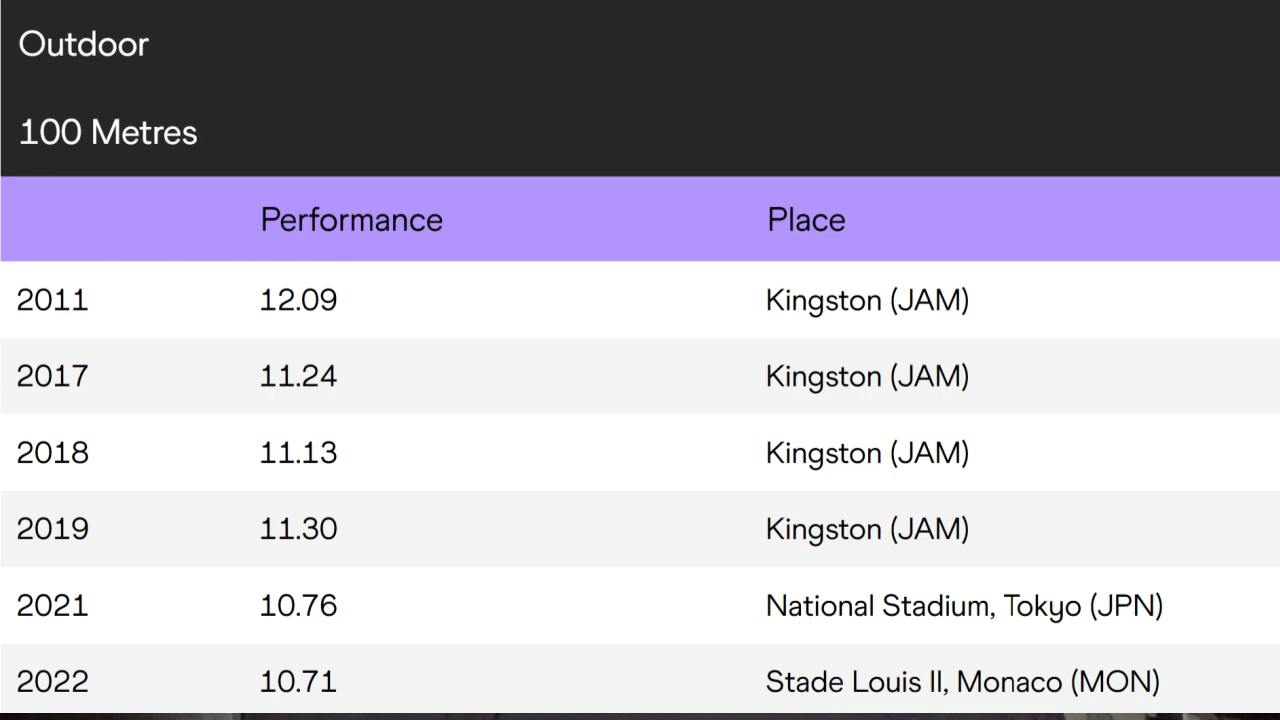 Outdoor
100 Metres
Performance Place
2011 12.09 Kingston (JAM)
2017 11.24 Kingston (JAM)
2018 11.13 Kingston (JAM)
2019 11.30 Kingston (JAM)
2021 10.76 National Stadium, Tokyo (JPN)
2022 10.71 Stade Louis II, Monaco (MON)